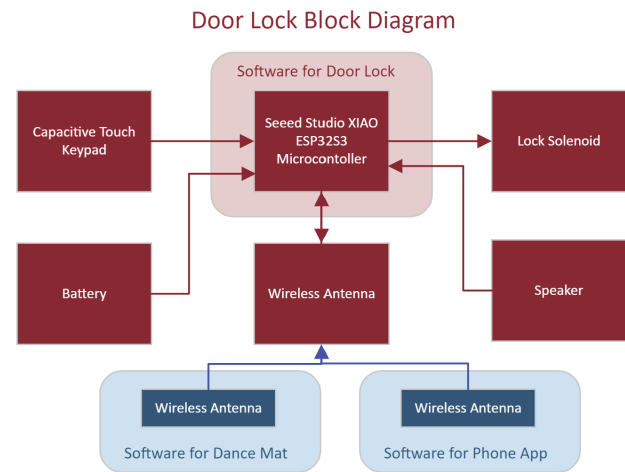 Door Lock Block Diagram
Software for Door Lock
Capacitive Touch
Keypad
Seeed Studio XIAO
ESP32S3
Microcontoller
Lock Solenoid
Battery
Wireless Antenna
Speaker
Wireless Antenna
Software for Dance Mat
Wireless Antenna
Software for Phone App